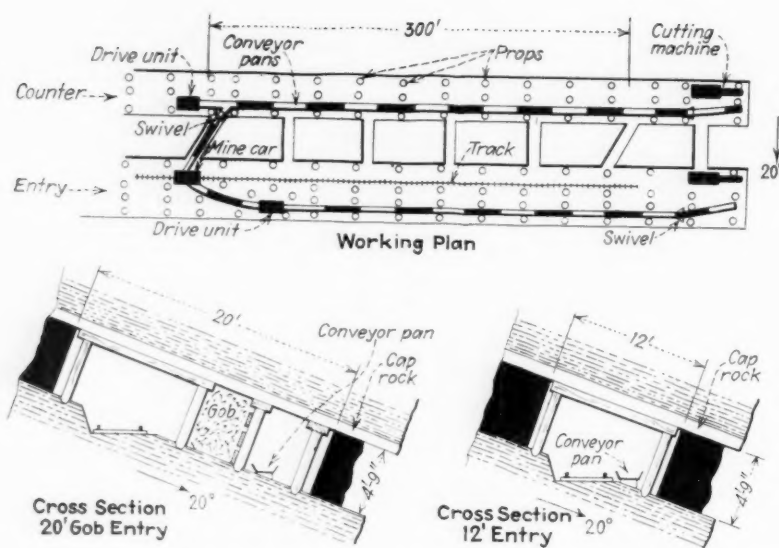 300'
Drive unit
Conveyor pans
Props
Cutting machine
Counter
Swivel
Mine car
Track
20'
Entry
Drive unit
Swivel
Working Plan
20'
Conveyor pan
Cap rock
Gob
4'-9"
20°
Cross Section
20' Gob Entry
12'
Cap rock
Conveyor pan
4'-9"
20°
Cross Section
12' Entry